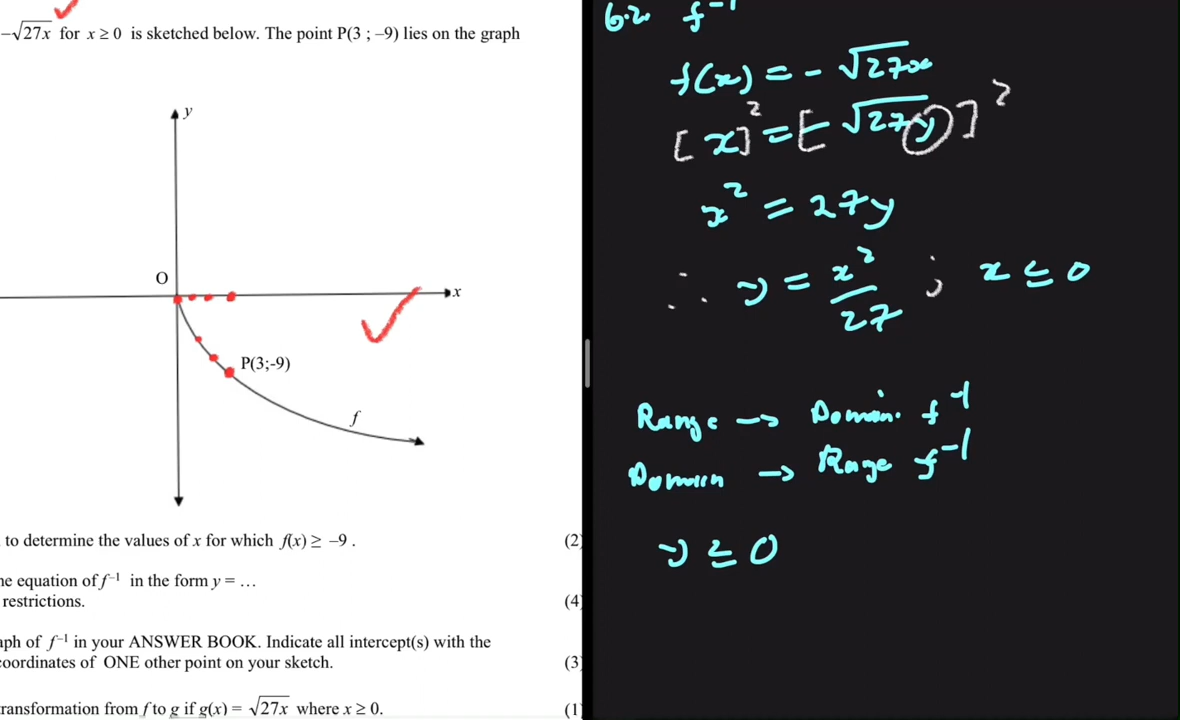 −√27x for x ≥ 0 is sketched below. The point P(3 ; −9) lies on the graph
y
O
x
P(3;-9)
f
to determine the values of x for which f(x) ≥ −9 .
(2)
ne equation of f⁻¹ in the form y = …
restrictions.
(4)
aph of f⁻¹ in your ANSWER BOOK. Indicate all intercept(s) with the
coordinates of ONE other point on your sketch.
(3)
ransformation from f to g if g(x) = √27x where x ≥ 0.
(1)
6.2. f⁻¹
f(x) = - √27x
[x]² = [-√27y]²
x² = 27y
∴ y = x²/27 ; x ≤ 0
Range → Domain f⁻¹
Domain → Range f⁻¹
y ≥ 0